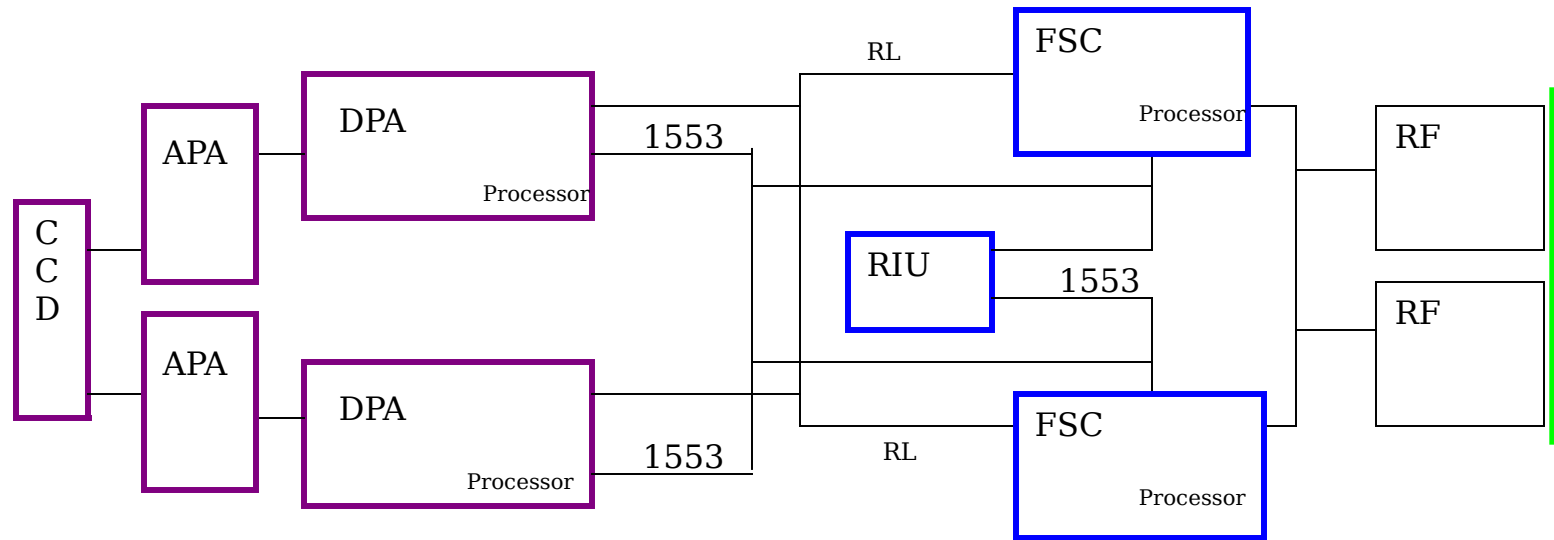 C
C
D
APA
APA
DPA
Processor
1553
DPA
Processor
1553
RL
FSC
Processor
RIU
1553
FSC
Processor
RL
RF
RF